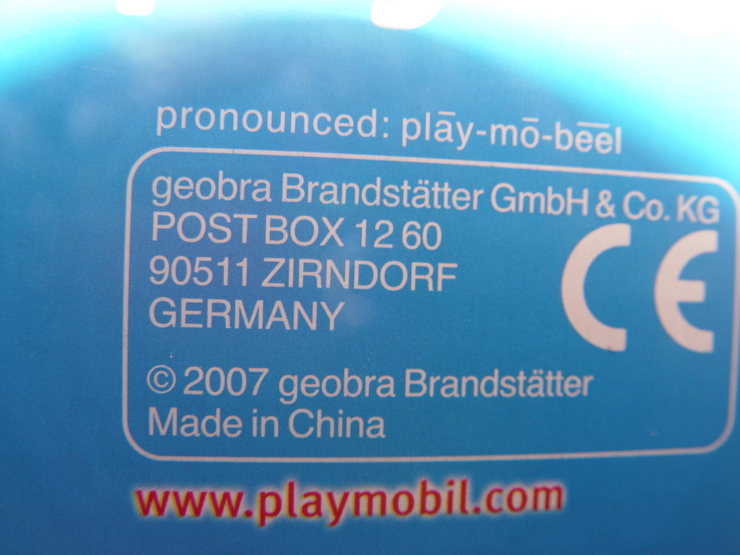 pronounced: plāy-mō-bēēl
geobra Brandstätter GmbH & Co. KG
POST BOX 12 60
90511 ZIRNDORF
GERMANY
CE
© 2007 geobra Brandstätter
Made in China
www.playmobil.com